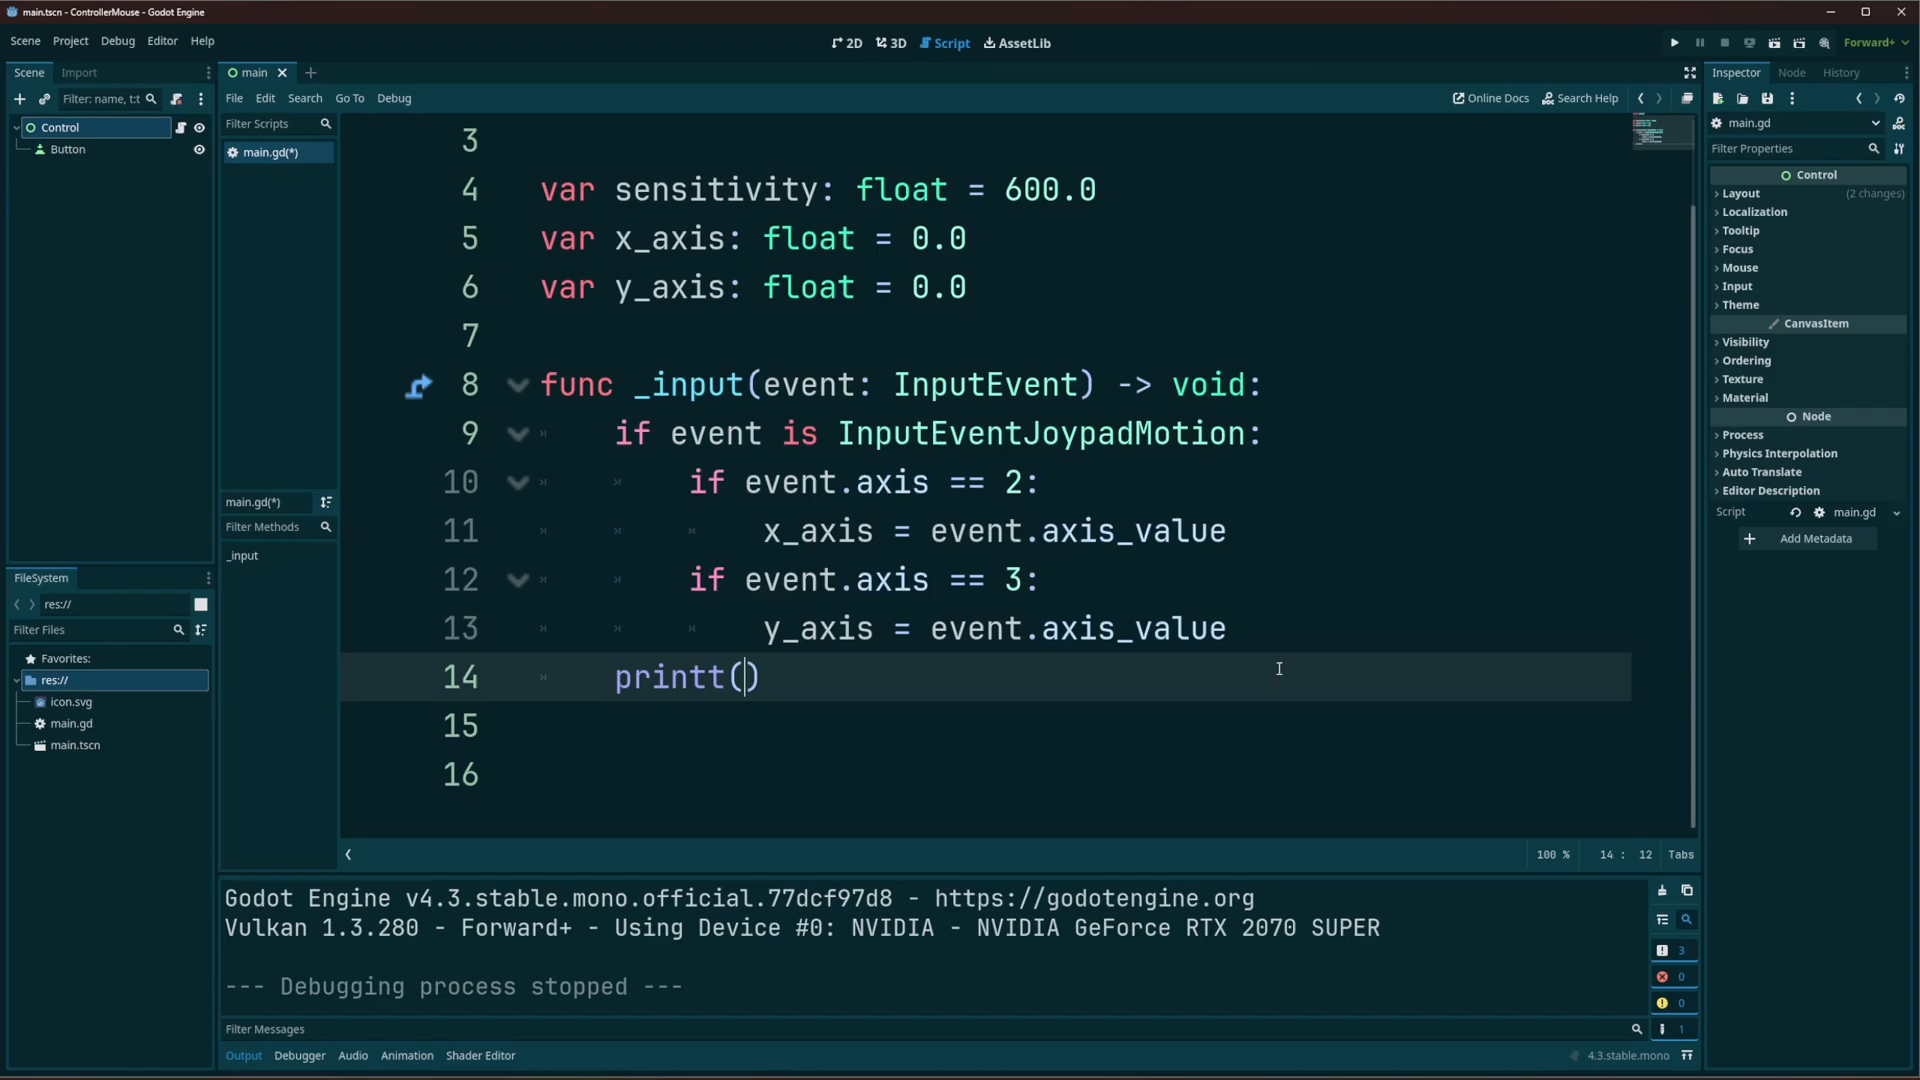 main.tscn - ControllerMouse - Godot Engine
Scene Project Debug Editor Help
2D 3D Script AssetLib
Forward+
Scene Import
Filter: name, t:t
Control
Button
main
File Edit Search Go To Debug
Online Docs Search Help
Filter Scripts
main.gd(*)
main.gd(*)
Filter Methods
_input
3
4 var sensitivity: float = 600.0
5 var x_axis: float = 0.0
6 var y_axis: float = 0.0
7
8 func _input(event: InputEvent) -> void:
9 if event is InputEventJoypadMotion:
10 if event.axis == 2:
11 x_axis = event.axis_value
12 if event.axis == 3:
13 y_axis = event.axis_value
14 printt()
15
16
100 % 14 : 12 Tabs
FileSystem
res://
Filter Files
Favorites:
res://
icon.svg
main.gd
main.tscn
Godot Engine v4.3.stable.mono.official.77dcf97d8 - https://godotengine.org
Vulkan 1.3.280 - Forward+ - Using Device #0: NVIDIA - NVIDIA GeForce RTX 2070 SUPER
--- Debugging process stopped ---
3
0
0
1
Filter Messages
Output Debugger Audio Animation Shader Editor
4.3.stable.mono
Inspector Node History
main.gd
Filter Properties
Control
Layout (2 changes)
Localization
Tooltip
Focus
Mouse
Input
Theme
CanvasItem
Visibility
Ordering
Texture
Material
Node
Process
Physics Interpolation
Auto Translate
Editor Description
Script main.gd
Add Metadata